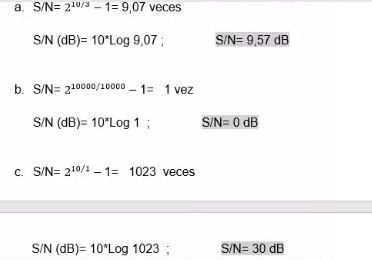 a. S/N= 2^10/3 – 1= 9,07 veces
S/N (dB)= 10*Log 9,07 ; S/N= 9,57 dB
b. S/N= 2^10000/10000 – 1= 1 vez
S/N (dB)= 10*Log 1 ; S/N= 0 dB
c. S/N= 2^10/1 – 1= 1023 veces
S/N (dB)= 10*Log 1023 ; S/N= 30 dB